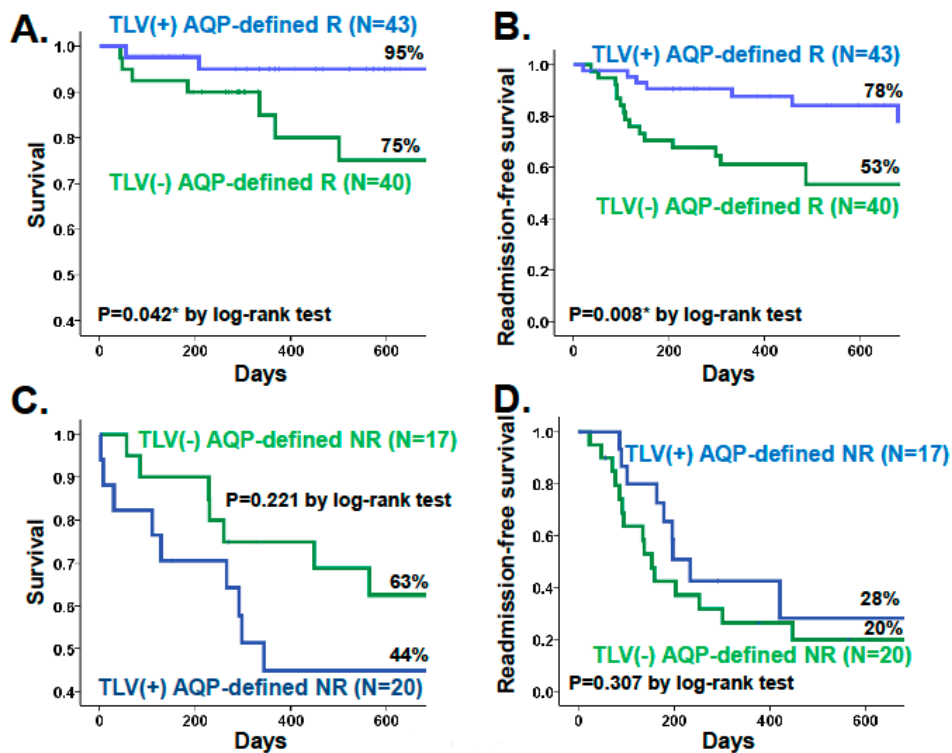 A.
TLV(+) AQP-defined R (N=43)
95%
75%
TLV(-) AQP-defined R (N=40)
P=0.042* by log-rank test
Survival
1.0
0.9
0.8
0.7
0.6
0.5
0.4
0
200
400
600
Days
B.
TLV(+) AQP-defined R (N=43)
78%
53%
TLV(-) AQP-defined R (N=40)
P=0.008* by log-rank test
Readmission-free survival
1.0
0.8
0.6
0.4
0.2
0.0
0
200
400
600
Days
C.
TLV(-) AQP-defined NR (N=17)
P=0.221 by log-rank test
63%
44%
TLV(+) AQP-defined NR (N=20)
Survival
1.0
0.9
0.8
0.7
0.6
0.5
0.4
0
200
400
600
Days
D.
TLV(+) AQP-defined NR (N=17)
28%
20%
TLV(-) AQP-defined NR (N=20)
P=0.307 by log-rank test
Readmission-free survival
1.0
0.8
0.6
0.4
0.2
0.0
0
200
400
600
Days